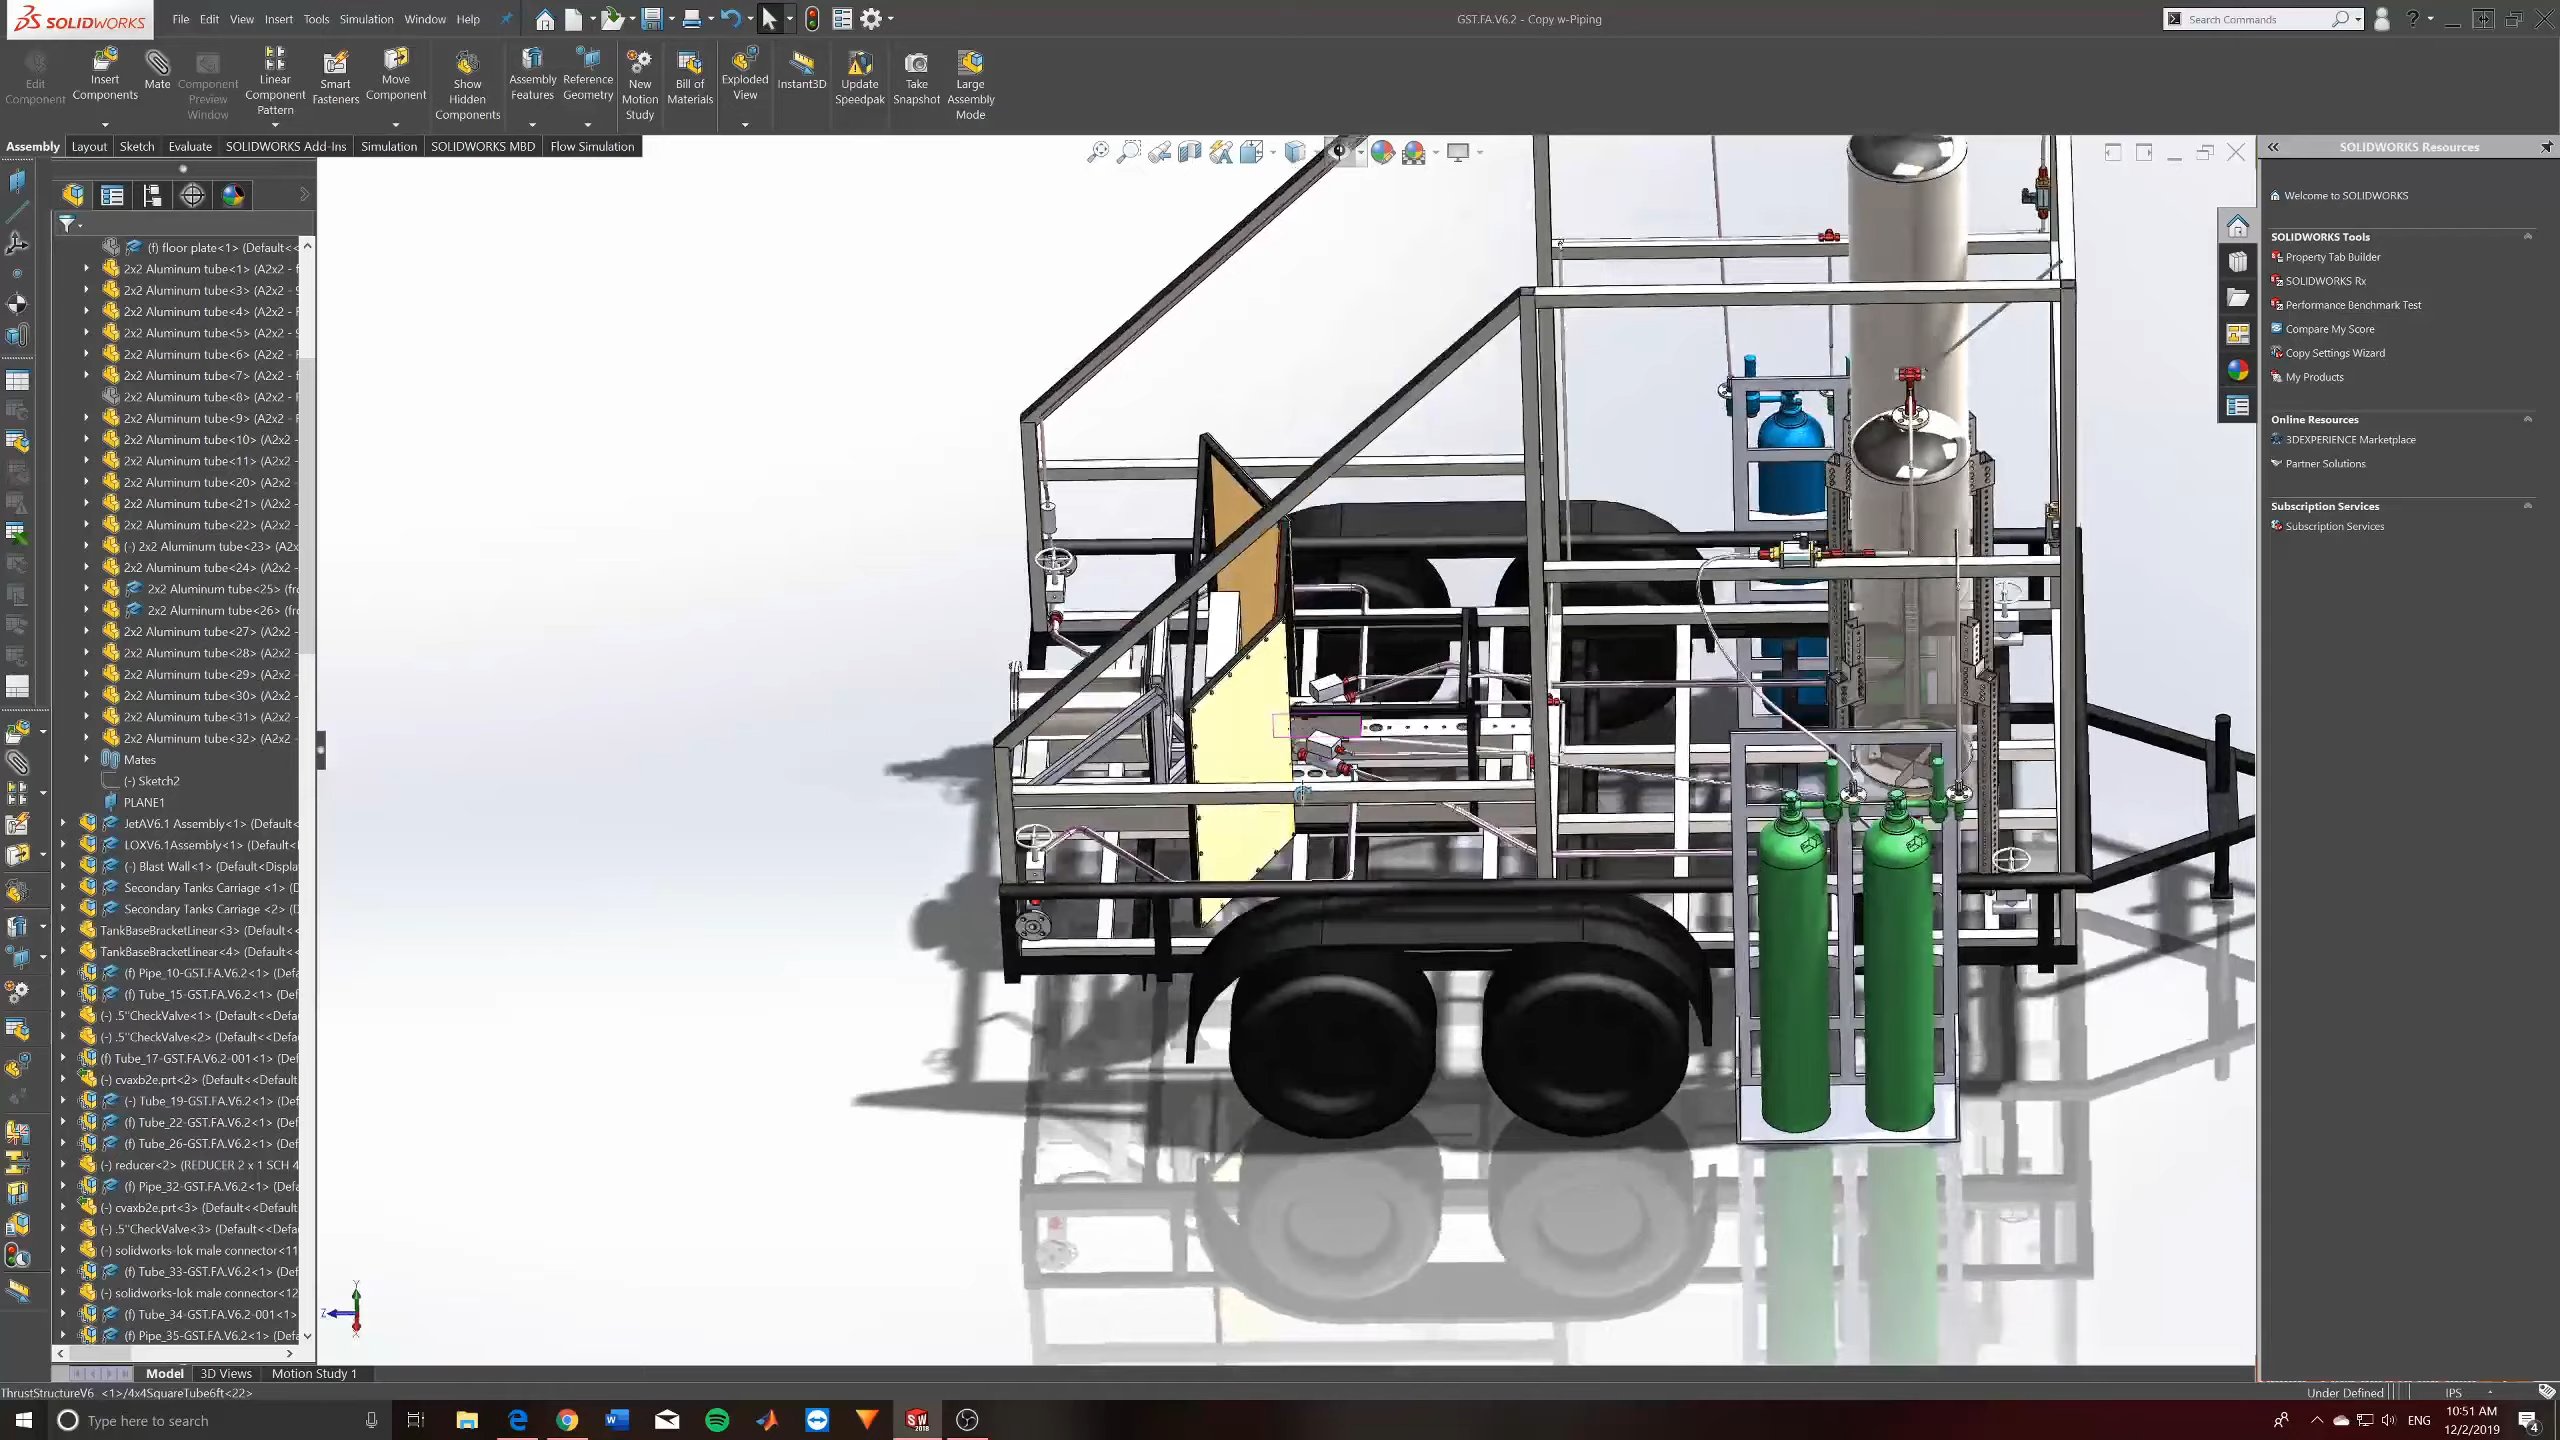 SOLIDWORKS
File Edit View Insert Tools Simulation Window Help
GST.FA.V6.2 - Copy w-Piping
Search Commands
Edit Component
Insert Components
Mate
Component Preview Window
Linear Component Pattern
Smart Fasteners
Move Component
Show Hidden Components
Assembly Features
Reference Geometry
New Motion Study
Bill of Materials
Exploded View
Instant3D
Update Speedpak
Take Snapshot
Large Assembly Mode
Assembly Layout Sketch Evaluate SOLIDWORKS Add-Ins Simulation SOLIDWORKS MBD Flow Simulation
(f) floor plate<1> (Default<<
2x2 Aluminum tube<1> (A2x2 - f
2x2 Aluminum tube<3> (A2x2 - 9
2x2 Aluminum tube<4> (A2x2 - F
2x2 Aluminum tube<5> (A2x2 - 9
2x2 Aluminum tube<6> (A2x2 - F
2x2 Aluminum tube<7> (A2x2 - f
2x2 Aluminum tube<8> (A2x2 - F
2x2 Aluminum tube<9> (A2x2 -
2x2 Aluminum tube<10> (A2x2 -
2x2 Aluminum tube<11> (A2x2 -
2x2 Aluminum tube<20> (A2x2 -
2x2 Aluminum tube<21> (A2x2 -
2x2 Aluminum tube<22> (A2x2 -
(-) 2x2 Aluminum tube<23> (A2x
2x2 Aluminum tube<24> (A2x2 -
2x2 Aluminum tube<25> (fr
2x2 Aluminum tube<26> (fr
2x2 Aluminum tube<27> (A2x2 -
2x2 Aluminum tube<28> (A2x2 -
2x2 Aluminum tube<29> (A2x2 -
2x2 Aluminum tube<30> (A2x2 -
2x2 Aluminum tube<31> (A2x2 -
2x2 Aluminum tube<32> (A2x2 -
Mates
(-) Sketch2
PLANE1
JetAV6.1 Assembly<1> (Default<
LOXV6.1Assembly<1> (Default<
(-) Blast Wall<1> (Default<Displa
Secondary Tanks Carriage <1> (D
Secondary Tanks Carriage <2> (D
TankBaseBracketLinear<3> (Default<<
TankBaseBracketLinear<4> (Default<<
(f) Pipe_10-GST.FA.V6.2<1> (Defa
(f) Tube_15-GST.FA.V6.2<1> (Def
(-) .5"CheckValve<1> (Default<<Defa
(-) .5"CheckValve<2> (Default<<Defa
(f) Tube_17-GST.FA.V6.2-001<1> (Def
(-) cvaxb2e.prt<2> (Default<<Default
(-) Tube_19-GST.FA.V6.2<1> (Def
(f) Tube_22-GST.FA.V6.2<1> (Def
(f) Tube_26-GST.FA.V6.2<1> (Def
(-) reducer<2> (REDUCER 2 x 1 SCH 4
(f) Pipe_32-GST.FA.V6.2<1> (Defa
(-) cvaxb2e.prt<3> (Default<<Default
(-) .5"CheckValve<3> (Default<<Defa
(-) solidworks-lok male connector<11
(f) Tube_33-GST.FA.V6.2<1> (Def
(-) solidworks-lok male connector<12
(f) Tube_34-GST.FA.V6.2-001<1>
(f) Pipe_35-GST.FA.V6.2<1> (Defa
Y
Z
X
SOLIDWORKS Resources
Welcome to SOLIDWORKS
SOLIDWORKS Tools
Property Tab Builder
SOLIDWORKS Rx
Performance Benchmark Test
Compare My Score
Copy Settings Wizard
My Products
Online Resources
3DEXPERIENCE Marketplace
Partner Solutions
Subscription Services
Subscription Services
Model 3D Views Motion Study 1
ThrustStructureV6 <1>/4x4SquareTube6ft<22>
Under Defined IPS
Type here to search
ENG
10:51 AM
12/2/2019
4